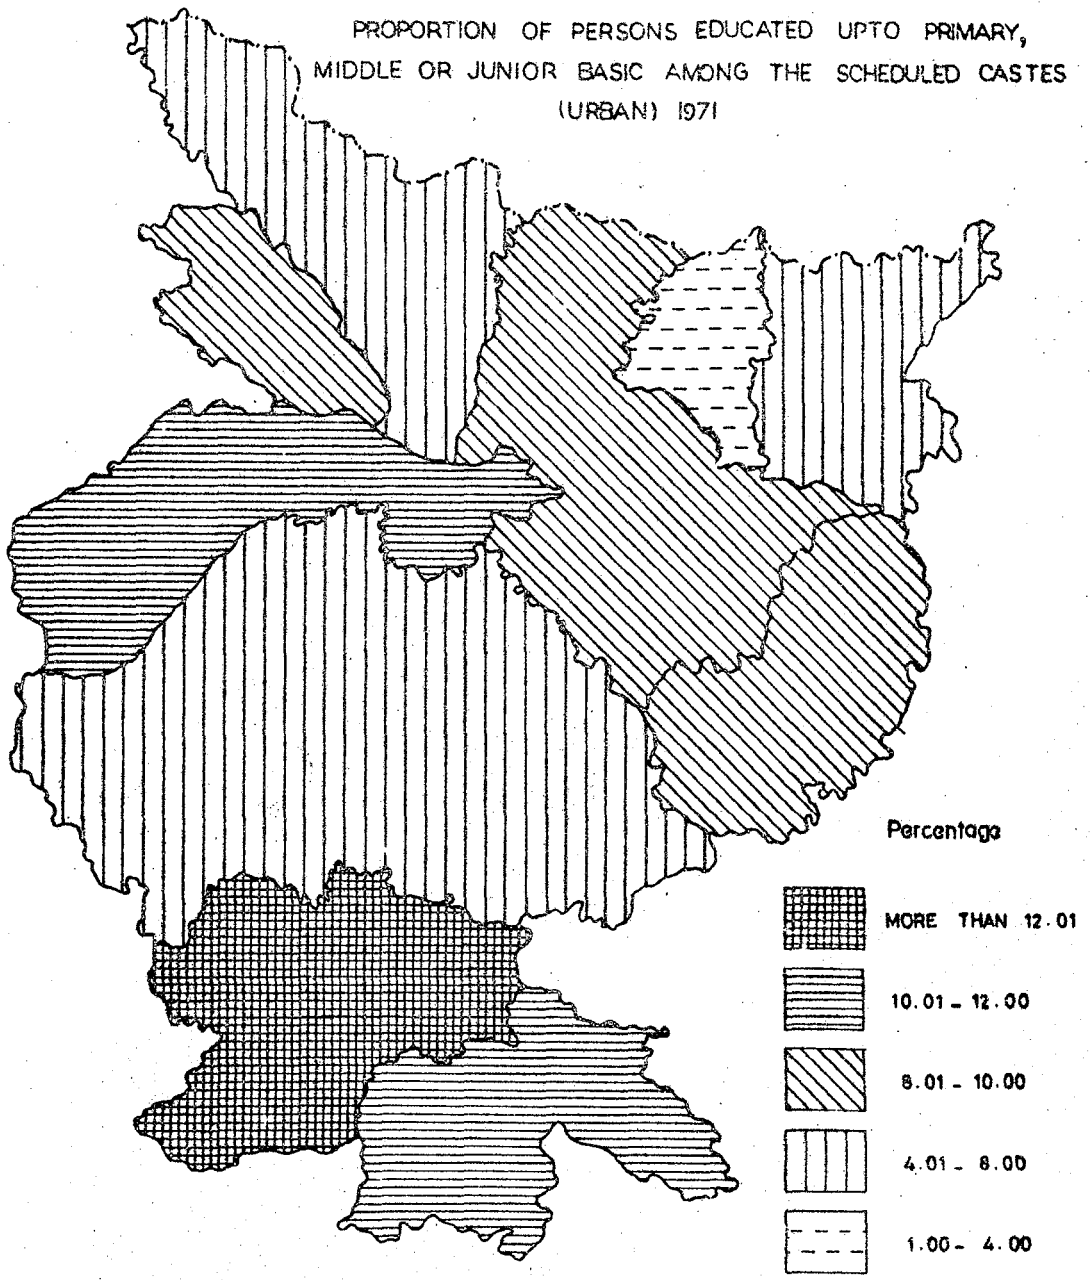 PROPORTION OF PERSONS EDUCATED UPTO PRIMARY,
MIDDLE OR JUNIOR BASIC AMONG THE SCHEDULED CASTES
(URBAN) 1971
Percentage
MORE THAN 12.01
10.01 - 12.00
8.01 - 10.00
4.01 - 8.00
1.00 - 4.00